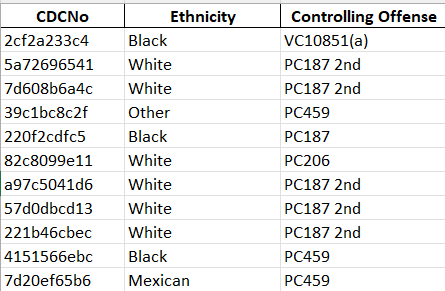 CDCNo Ethnicity Controlling Offense
2cf2a233c4 Black VC10851(a)
5a72696541 White PC187 2nd
7d608b6a4c White PC187 2nd
39c1bc8c2f Other PC459
220f2cdfc5 Black PC187
82c8099e11 White PC206
a97c5041d6 White PC187 2nd
57d0dbcd13 White PC187 2nd
221b46cbec White PC187 2nd
4151566ebc Black PC459
7d20ef65b6 Mexican PC459